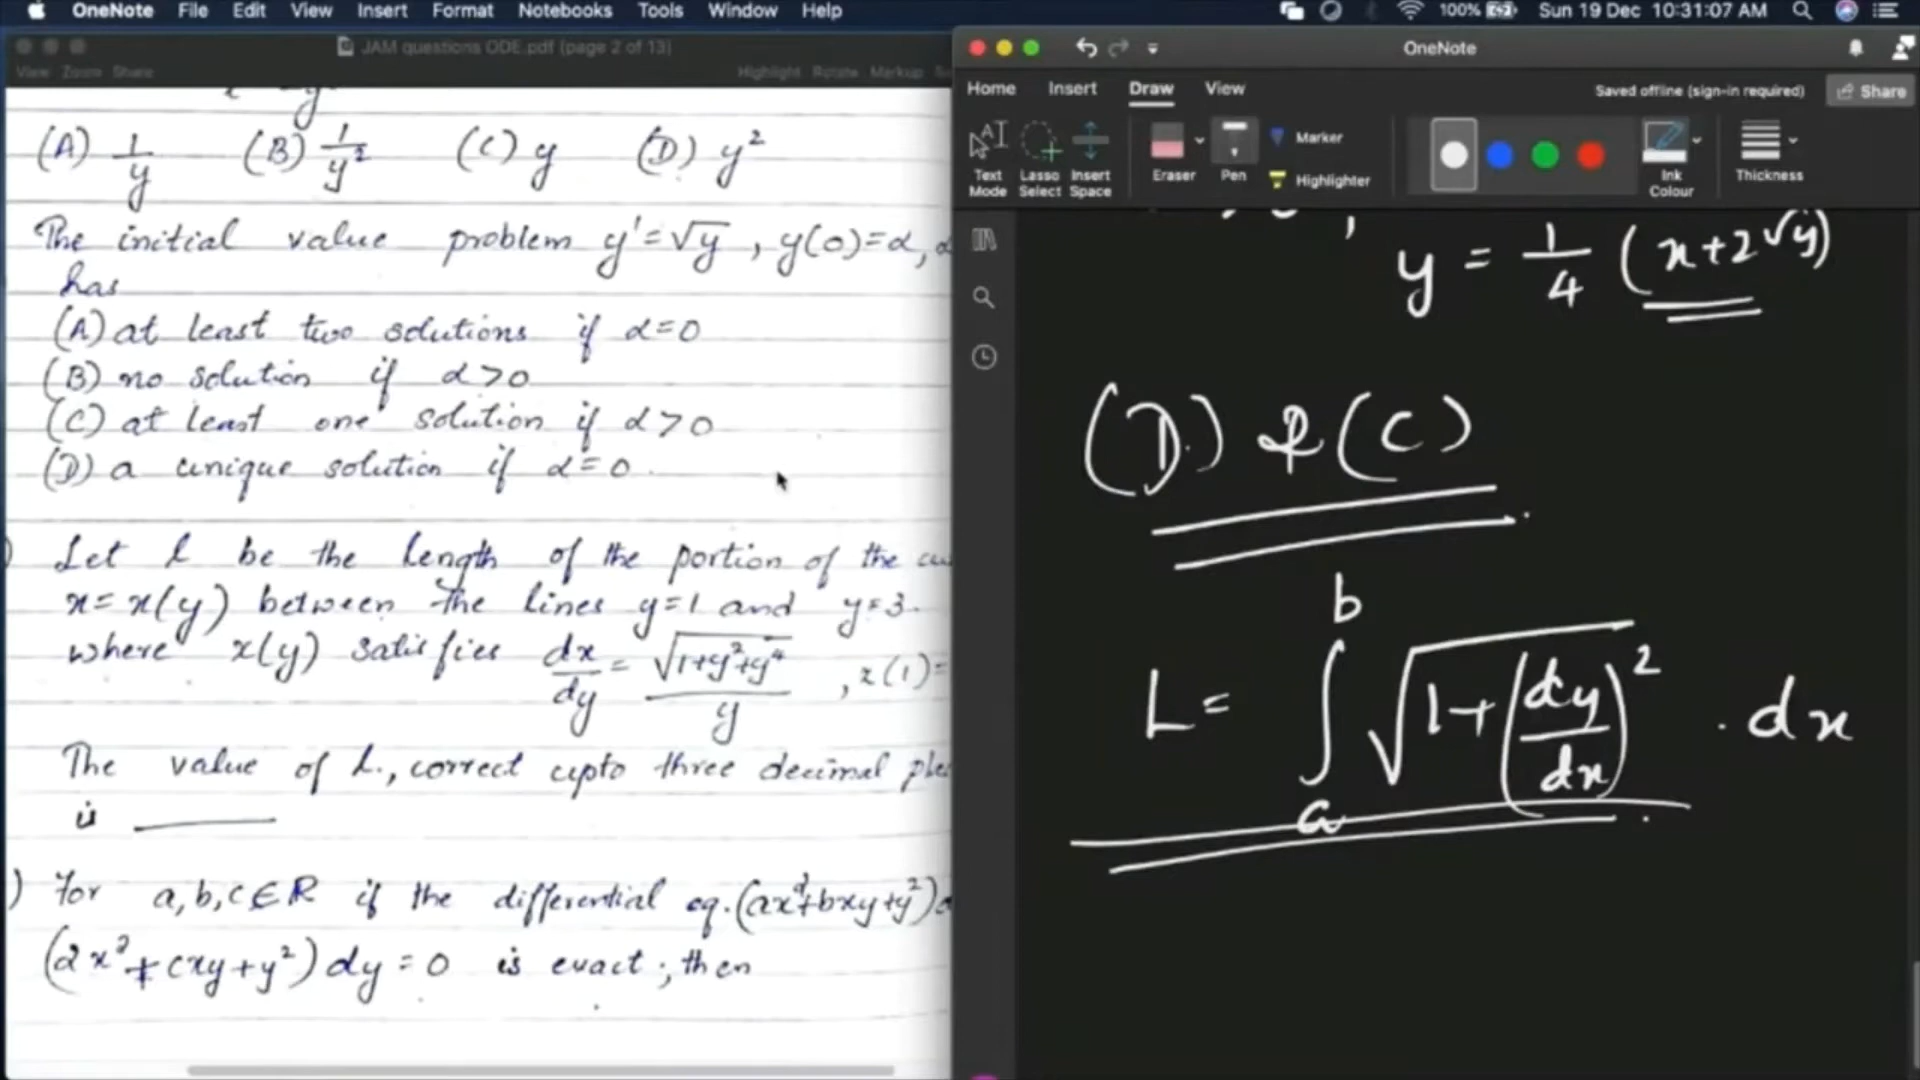 OneNote File Edit View Insert Format Notebooks Tools Window Help
100% Sun 19 Dec 10:31:07 AM
JAM questions ODE.pdf (page 2 of 13)
View Zoom Share Highlight Rotate Markup
(A) 1/y (B) 1/y² (C) y (D) y²
The initial value problem y' = √y, y(0)=α,
has
(A) at least two solutions if α=0
(B) no solution if α>0
(C) at least one solution if α>0
(D) a unique solution if α=0.
Let l be the length of the portion of the
x=x(y) between the lines y=1 and y=3.
where x(y) satisfies dx/dy = √(1+y²+y⁴)/y, x(1)=
The value of L, correct upto three decimal
is
) For a,b,c∈R if the differential eq.(ax²+bxy+y²)
(2x²+cxy+y²)dy=0 is exact, then
OneNote
Home Insert Draw View
Saved offline (sign-in required) Share
Text Mode
Lasso Select
Insert Space
Eraser
Pen
Marker
Highlighter
Ink Colour
Thickness
y = 1/4 (x+2√y)
(D) & (C)
L= ∫ₐᵇ √(1+(dy/dx)²) . dx